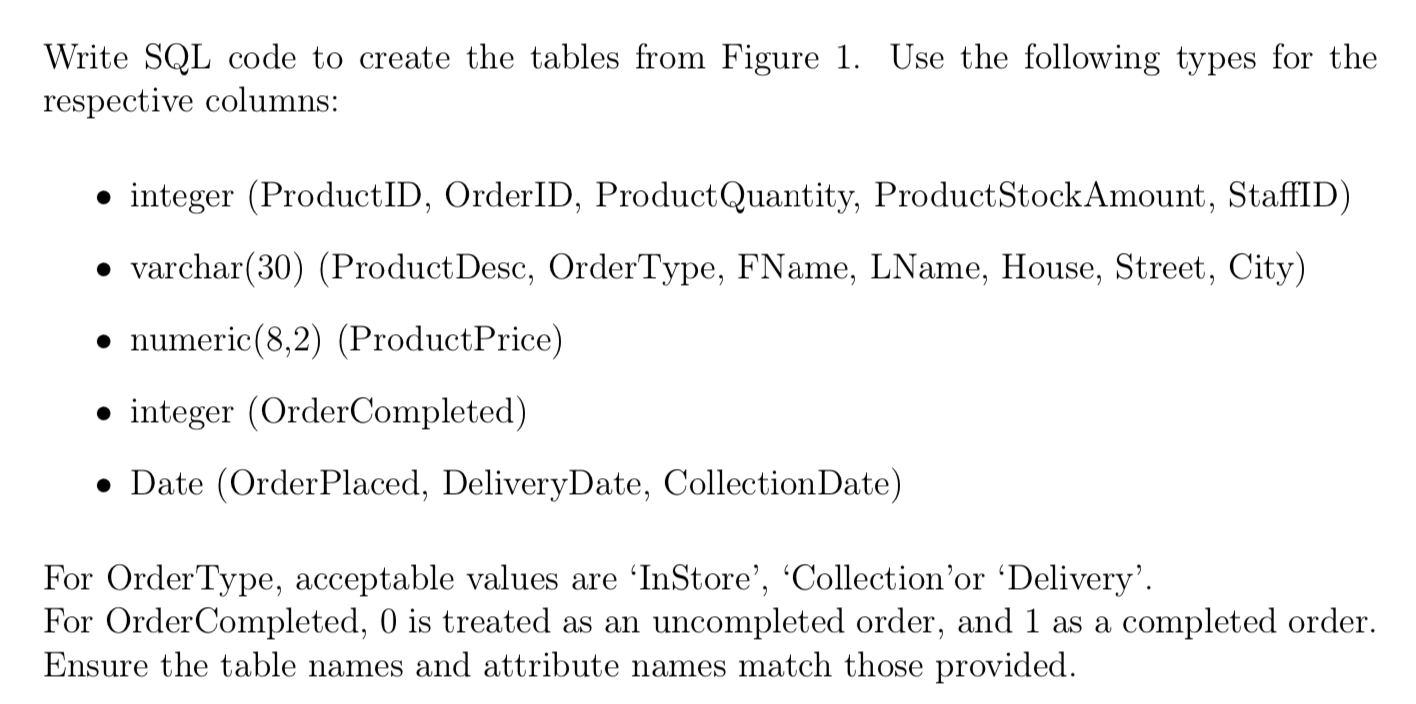 Write SQL code to create the tables from Figure 1. Use the following types for the
respective columns:
• integer (ProductID, OrderID, ProductQuantity, ProductStockAmount, StaffID)
• varchar(30) (ProductDesc, OrderType, FName, LName, House, Street, City)
• numeric(8,2) (ProductPrice)
• integer (OrderCompleted)
• Date (OrderPlaced, DeliveryDate, CollectionDate)
For OrderType, acceptable values are ‘InStore’, ‘Collection’or ‘Delivery’.
For OrderCompleted, 0 is treated as an uncompleted order, and 1 as a completed order.
Ensure the table names and attribute names match those provided.